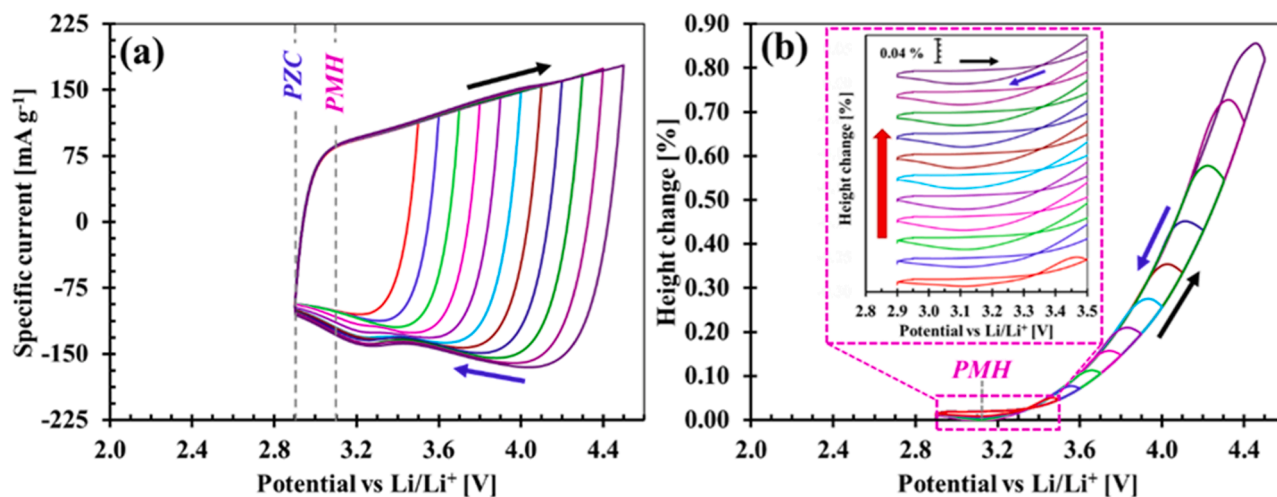 (a)
Specific current [mA g⁻¹]
225
150
75
0
-75
-150
-225
PZC
PMH
2.0 2.4 2.8 3.2 3.6 4.0 4.4
Potential vs Li/Li⁺ [V]
(b)
Height change [%]
0.90
0.80
0.70
0.60
0.50
0.40
0.30
0.20
0.10
0.00
0.04 %
Height change [%]
2.8 2.9 3.0 3.1 3.2 3.3 3.4 3.5
Potential vs Li/Li⁺ [V]
PMH
2.0 2.4 2.8 3.2 3.6 4.0 4.4
Potential vs Li/Li⁺ [V]